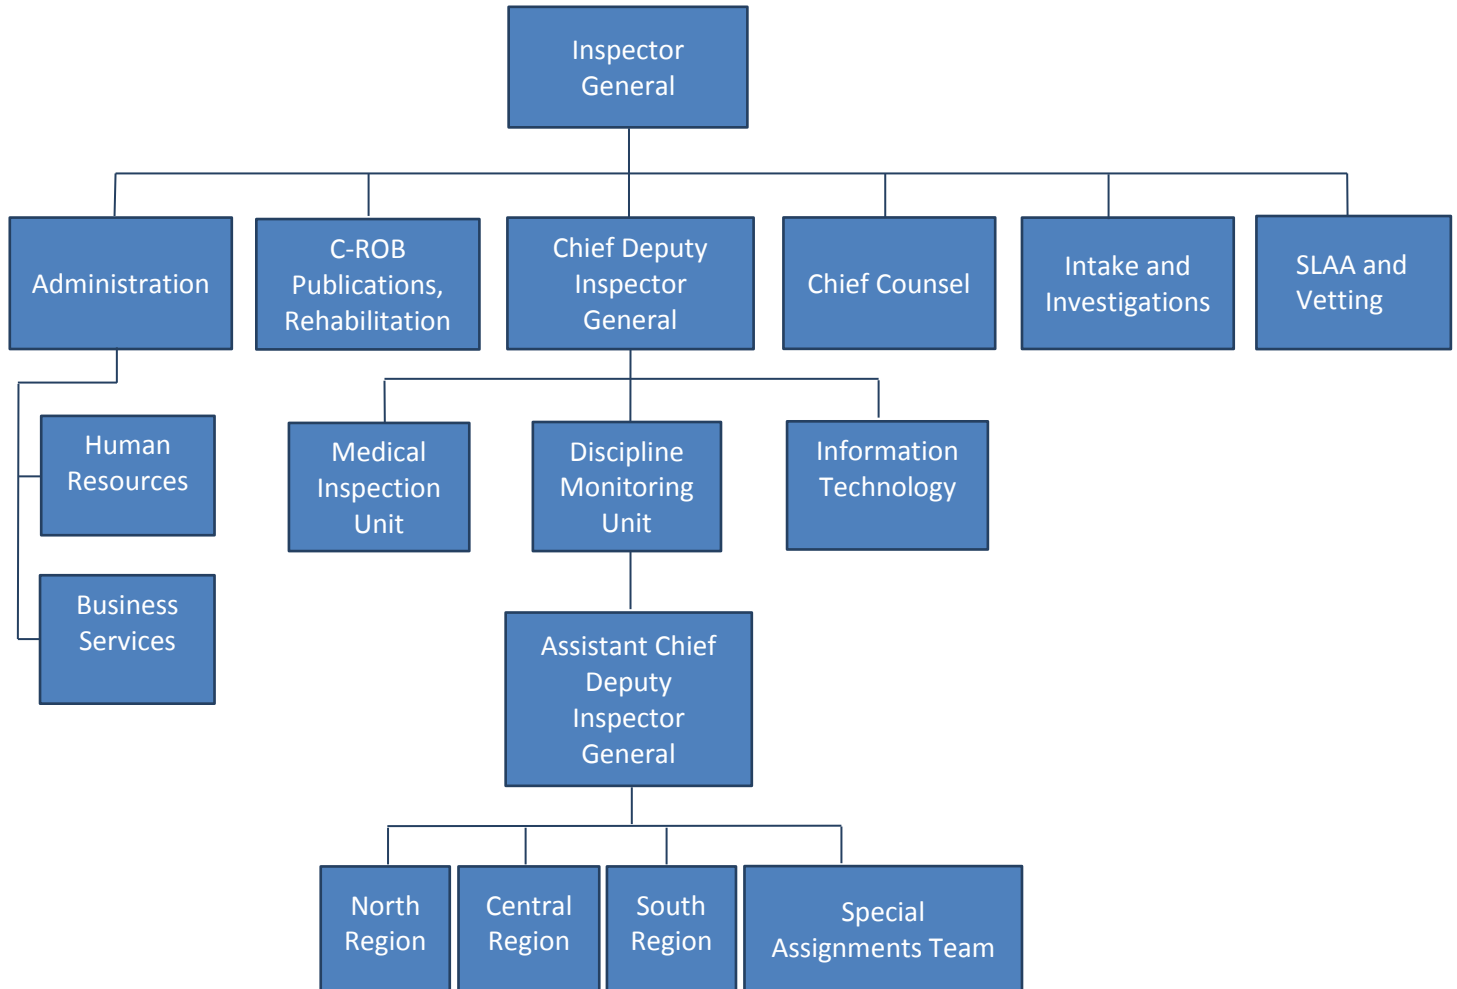 Inspector
General
Administration
C-ROB
Publications,
Rehabilitation
Chief Deputy
Inspector
General
Chief Counsel
Intake and
Investigations
SLAA and
Vetting
Human
Resources
Business
Services
Medical
Inspection
Unit
Discipline
Monitoring
Unit
Information
Technology
Assistant Chief
Deputy
Inspector
General
North
Region
Central
Region
South
Region
Special
Assignments Team